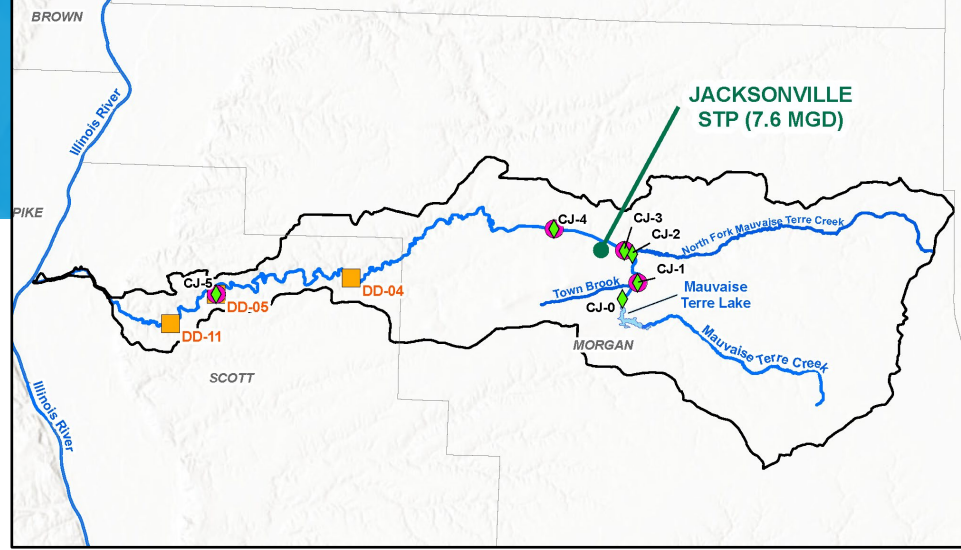 BROWN
Illinois River
JACKSONVILLE
STP (7.6 MGD)
PIKE
CJ-4
CJ-3
CJ-2
North Fork Mauvaise Terre Creek
CJ-1
CJ-5
DD-05
DD-04
Town Brook
Mauvaise
Terre Lake
CJ-0
DD-11
MORGAN
Mauvaise Terre Creek
SCOTT
Illinois River